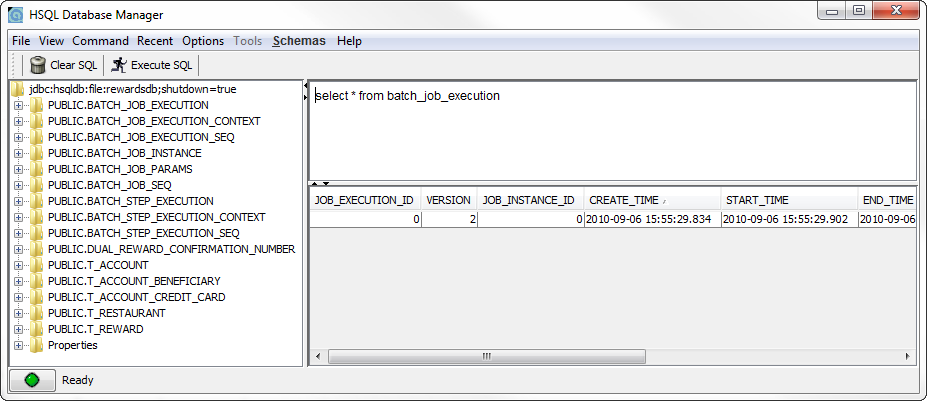 HSQL Database Manager
File View Command Recent Options Tools Schemas Help
Clear SQL Execute SQL
jdbc:hsqldb:file:rewardsdb;shutdown=true
PUBLIC.BATCH_JOB_EXECUTION
PUBLIC.BATCH_JOB_EXECUTION_CONTEXT
PUBLIC.BATCH_JOB_EXECUTION_SEQ
PUBLIC.BATCH_JOB_INSTANCE
PUBLIC.BATCH_JOB_PARAMS
PUBLIC.BATCH_JOB_SEQ
PUBLIC.BATCH_STEP_EXECUTION
PUBLIC.BATCH_STEP_EXECUTION_CONTEXT
PUBLIC.BATCH_STEP_EXECUTION_SEQ
PUBLIC.DUAL_REWARD_CONFIRMATION_NUMBER
PUBLIC.T_ACCOUNT
PUBLIC.T_ACCOUNT_BENEFICIARY
PUBLIC.T_ACCOUNT_CREDIT_CARD
PUBLIC.T_RESTAURANT
PUBLIC.T_REWARD
Properties
select * from batch_job_execution
JOB_EXECUTION_ID VERSION JOB_INSTANCE_ID CREATE_TIME START_TIME END_TIME
0 2 0 2010-09-06 15:55:29.834 2010-09-06 15:55:29.902 2010-09-06
Ready